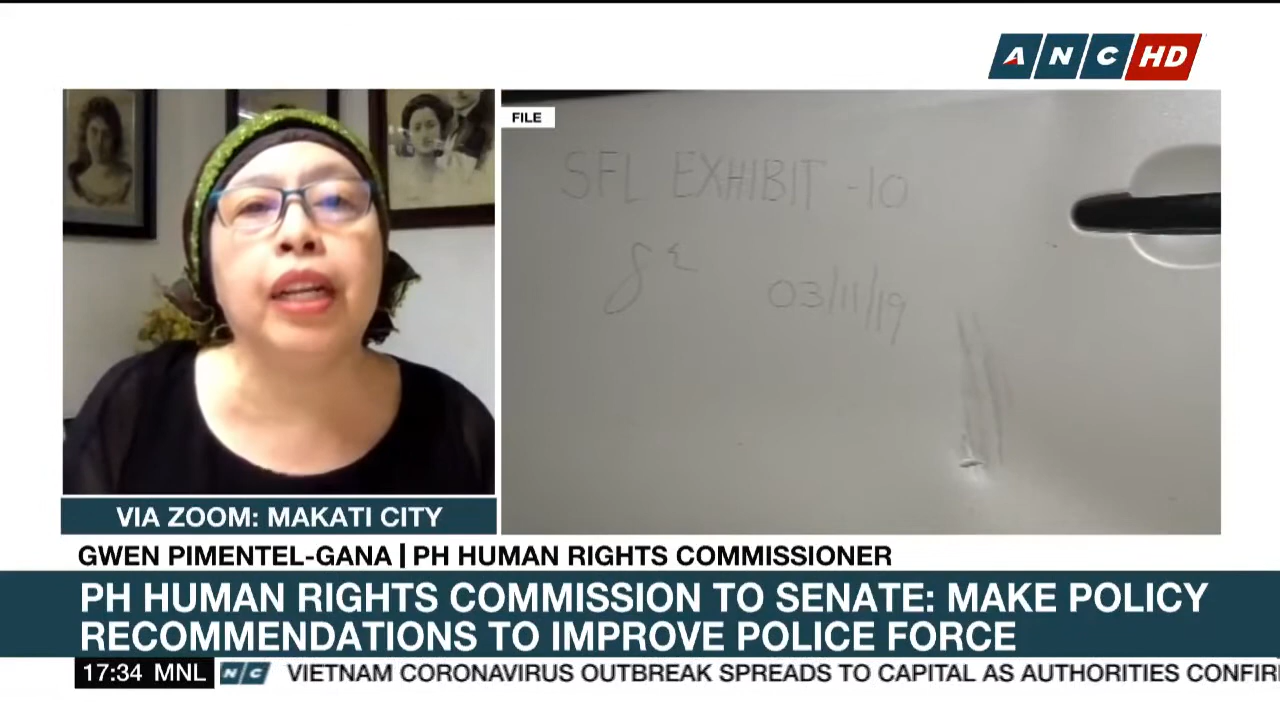 ANC HD
FILE
SFL EXHIBIT -10
03/11/19
VIA ZOOM: MAKATI CITY
GWEN PIMENTEL-GANA | PH HUMAN RIGHTS COMMISSIONER
PH HUMAN RIGHTS COMMISSION TO SENATE: MAKE POLICY
RECOMMENDATIONS TO IMPROVE POLICE FORCE
17:34 MNL NC VIETNAM CORONAVIRUS OUTBREAK SPREADS TO CAPITAL AS AUTHORITIES CONFIR